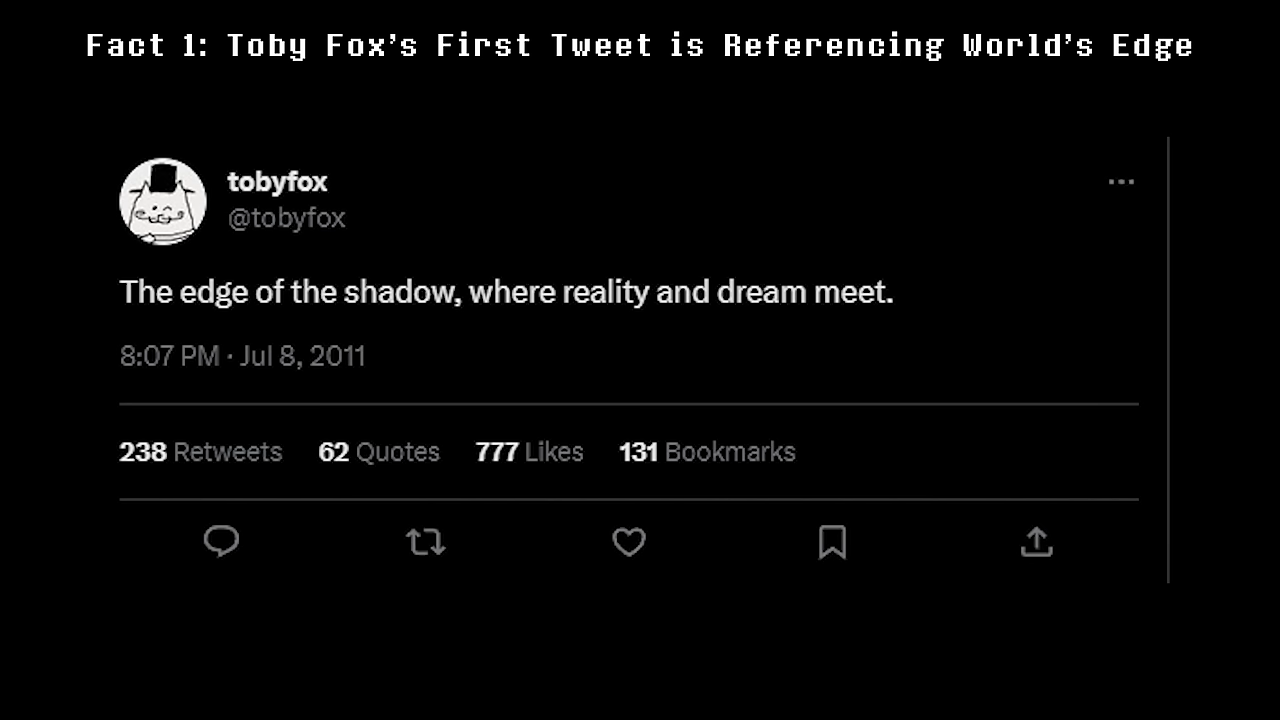 Fact 1: Toby Fox's First Tweet is Referencing World's Edge
tobyfox
@tobyfox
The edge of the shadow, where reality and dream meet.
8:07 PM · Jul 8, 2011
238 Retweets 62 Quotes 777 Likes 131 Bookmarks